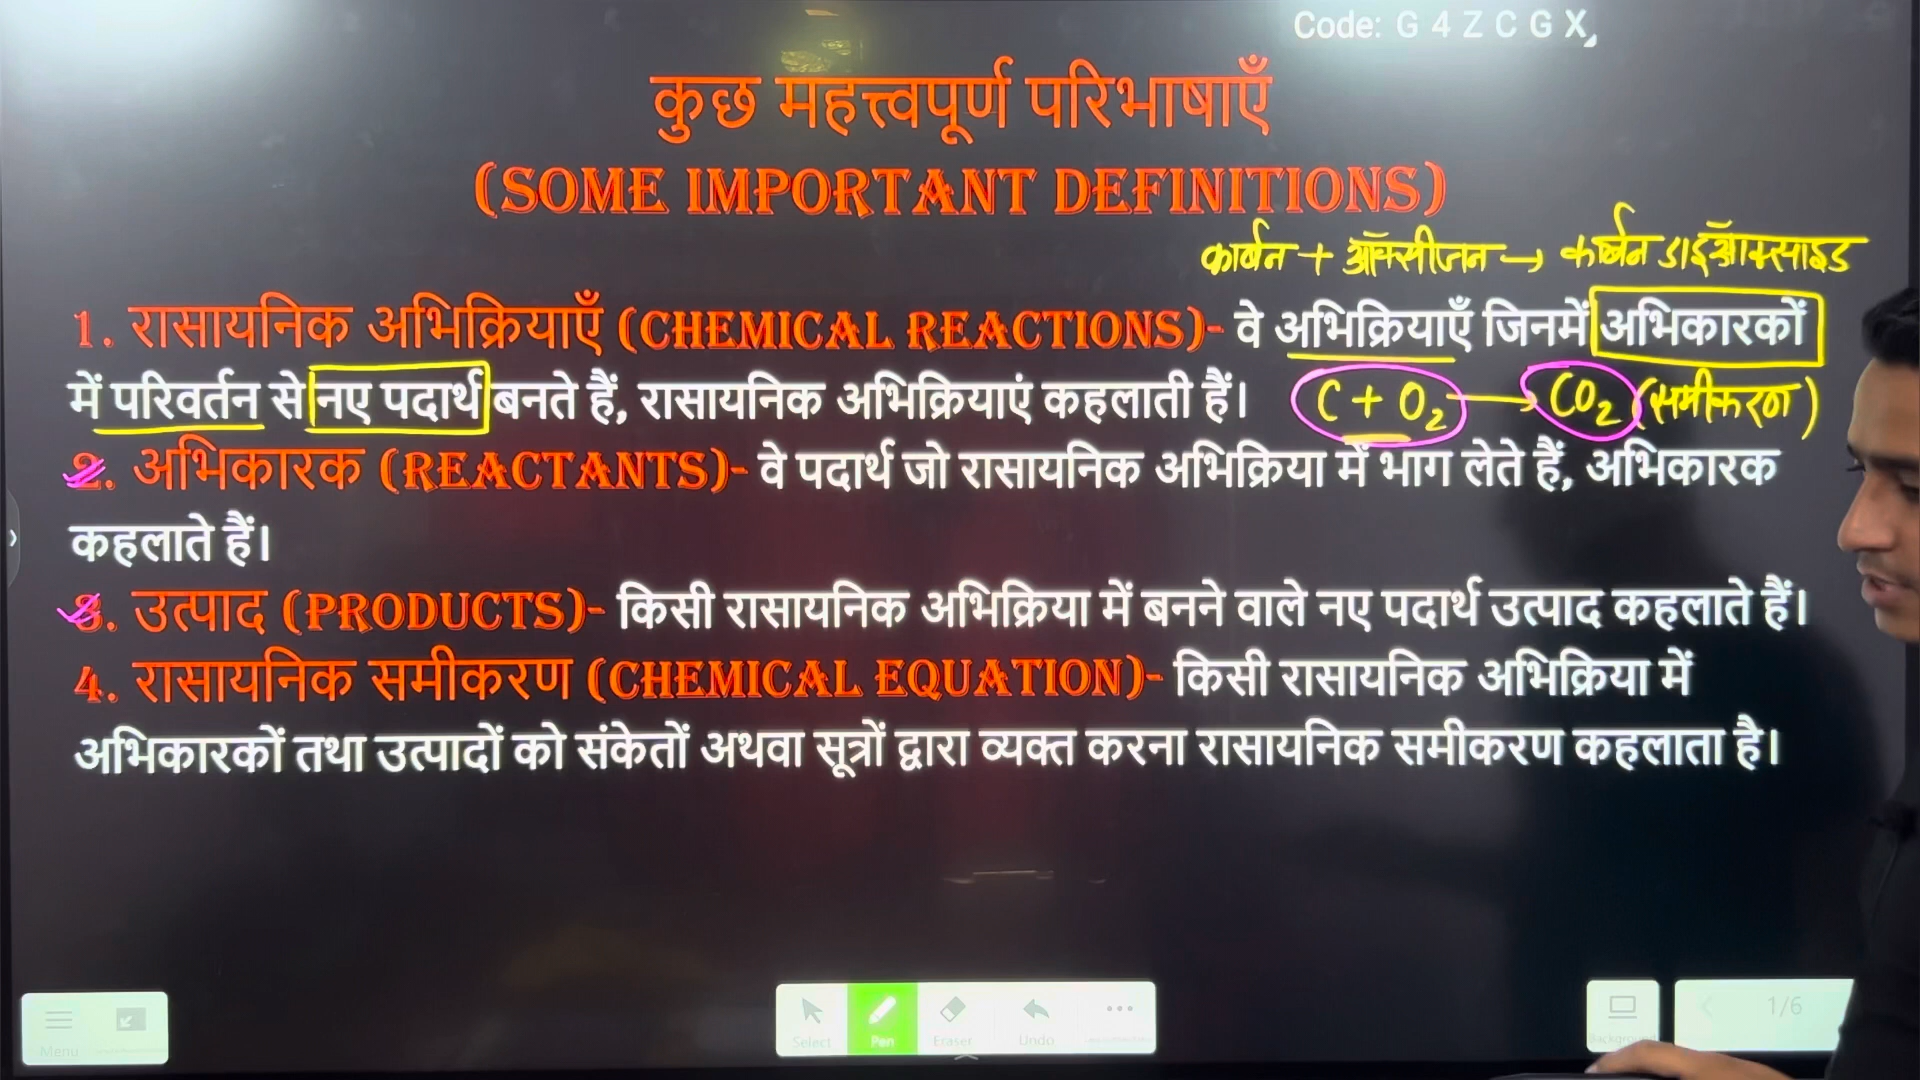 Code: G 4 Z C G X
कुछ महत्त्वपूर्ण परिभाषाएँ
(SOME IMPORTANT DEFINITIONS)
कार्बन + ऑक्सीजन → कार्बन डाइऑक्साइड
1. रासायनिक अभिक्रियाएँ (CHEMICAL REACTIONS)- वे अभिक्रियाएँ जिनमें अभिकारकों
में परिवर्तन से नए पदार्थ बनते हैं, रासायनिक अभिक्रियाएं कहलाती हैं। C + O₂ → CO₂ (समीकरण)
2. अभिकारक (REACTANTS)- वे पदार्थ जो रासायनिक अभिक्रिया में भाग लेते हैं, अभिकारक
कहलाते हैं।
3. उत्पाद (PRODUCTS)- किसी रासायनिक अभिक्रिया में बनने वाले नए पदार्थ उत्पाद कहलाते हैं।
4. रासायनिक समीकरण (CHEMICAL EQUATION)- किसी रासायनिक अभिक्रिया में
अभिकारकों तथा उत्पादों को संकेतों अथवा सूत्रों द्वारा व्यक्त करना रासायनिक समीकरण कहलाता है।
Menu Select Pen Eraser Undo 1/6